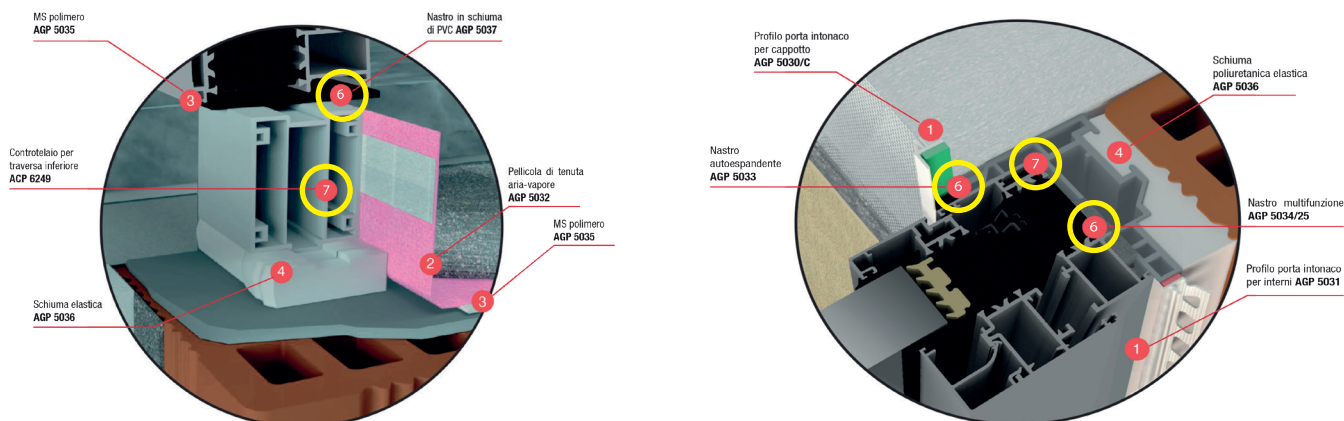 MS polimero
AGP 5035
Nastro in schiuma
di PVC AGP 5037
3
6
Controtelaio per
traversa inferiore
ACP 6249
7
Pellicola di tenuta
aria-vapore
AGP 5032
MS polimero
AGP 5035
2
4
3
Schiuma elastica
AGP 5036
Profilo porta intonaco
per cappotto
AGP 5030/C
Schiuma
poliuretanica elastica
AGP 5036
1
4
7
Nastro
autoespandente
AGP 5033
6
Nastro multifunzione
AGP 5034/25
6
Profilo porta intonaco
per interni AGP 5031
1